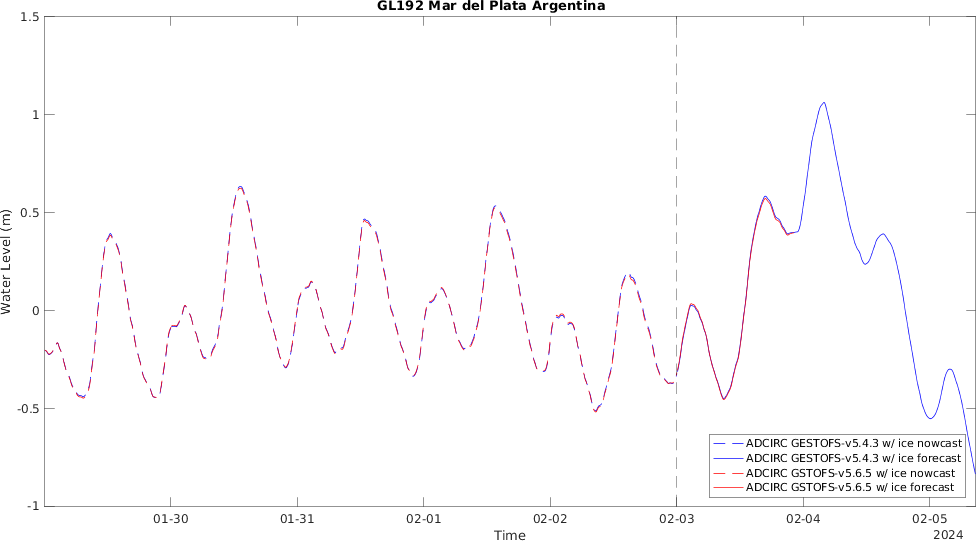 GL192 Mar del Plata Argentina
1.5
1
0.5
0
-0.5
-1
Water Level (m)
01-30
01-31
02-01
02-02
02-03
02-04
02-05
Time
2024
ADCIRC GESTOFS-v5.4.3 w/ ice nowcast
ADCIRC GESTOFS-v5.4.3 w/ ice forecast
ADCIRC GSTOFS-v5.6.5 w/ ice nowcast
ADCIRC GSTOFS-v5.6.5 w/ ice forecast